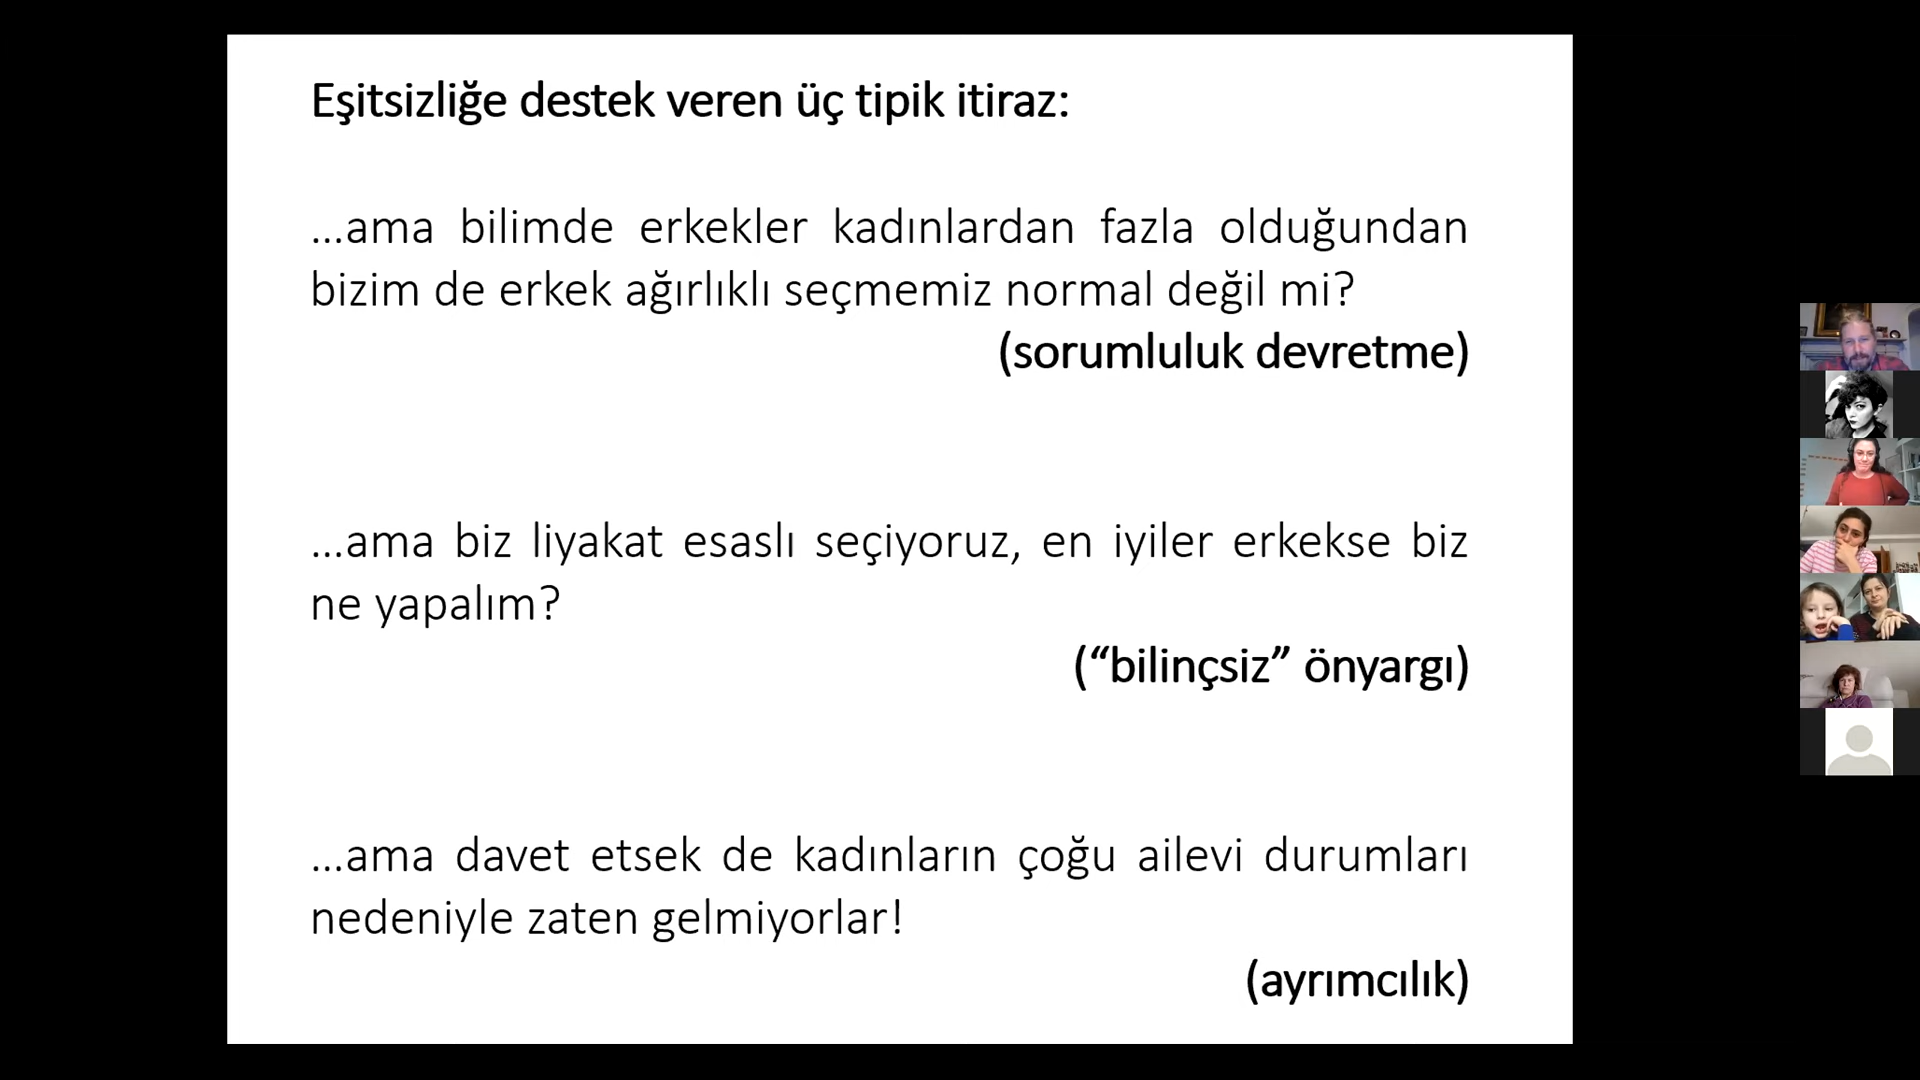 Eşitsizliğe destek veren üç tipik itiraz:
...ama bilimde erkekler kadınlardan fazla olduğundan
bizim de erkek ağırlıklı seçmemiz normal değil mi?
(sorumluluk devretme)
...ama biz liyakat esaslı seçiyoruz, en iyiler erkekse biz
ne yapalım?
(“bilinçsiz” önyargı)
...ama davet etsek de kadınların çoğu ailevi durumları
nedeniyle zaten gelmiyorlar!
(ayrımcılık)